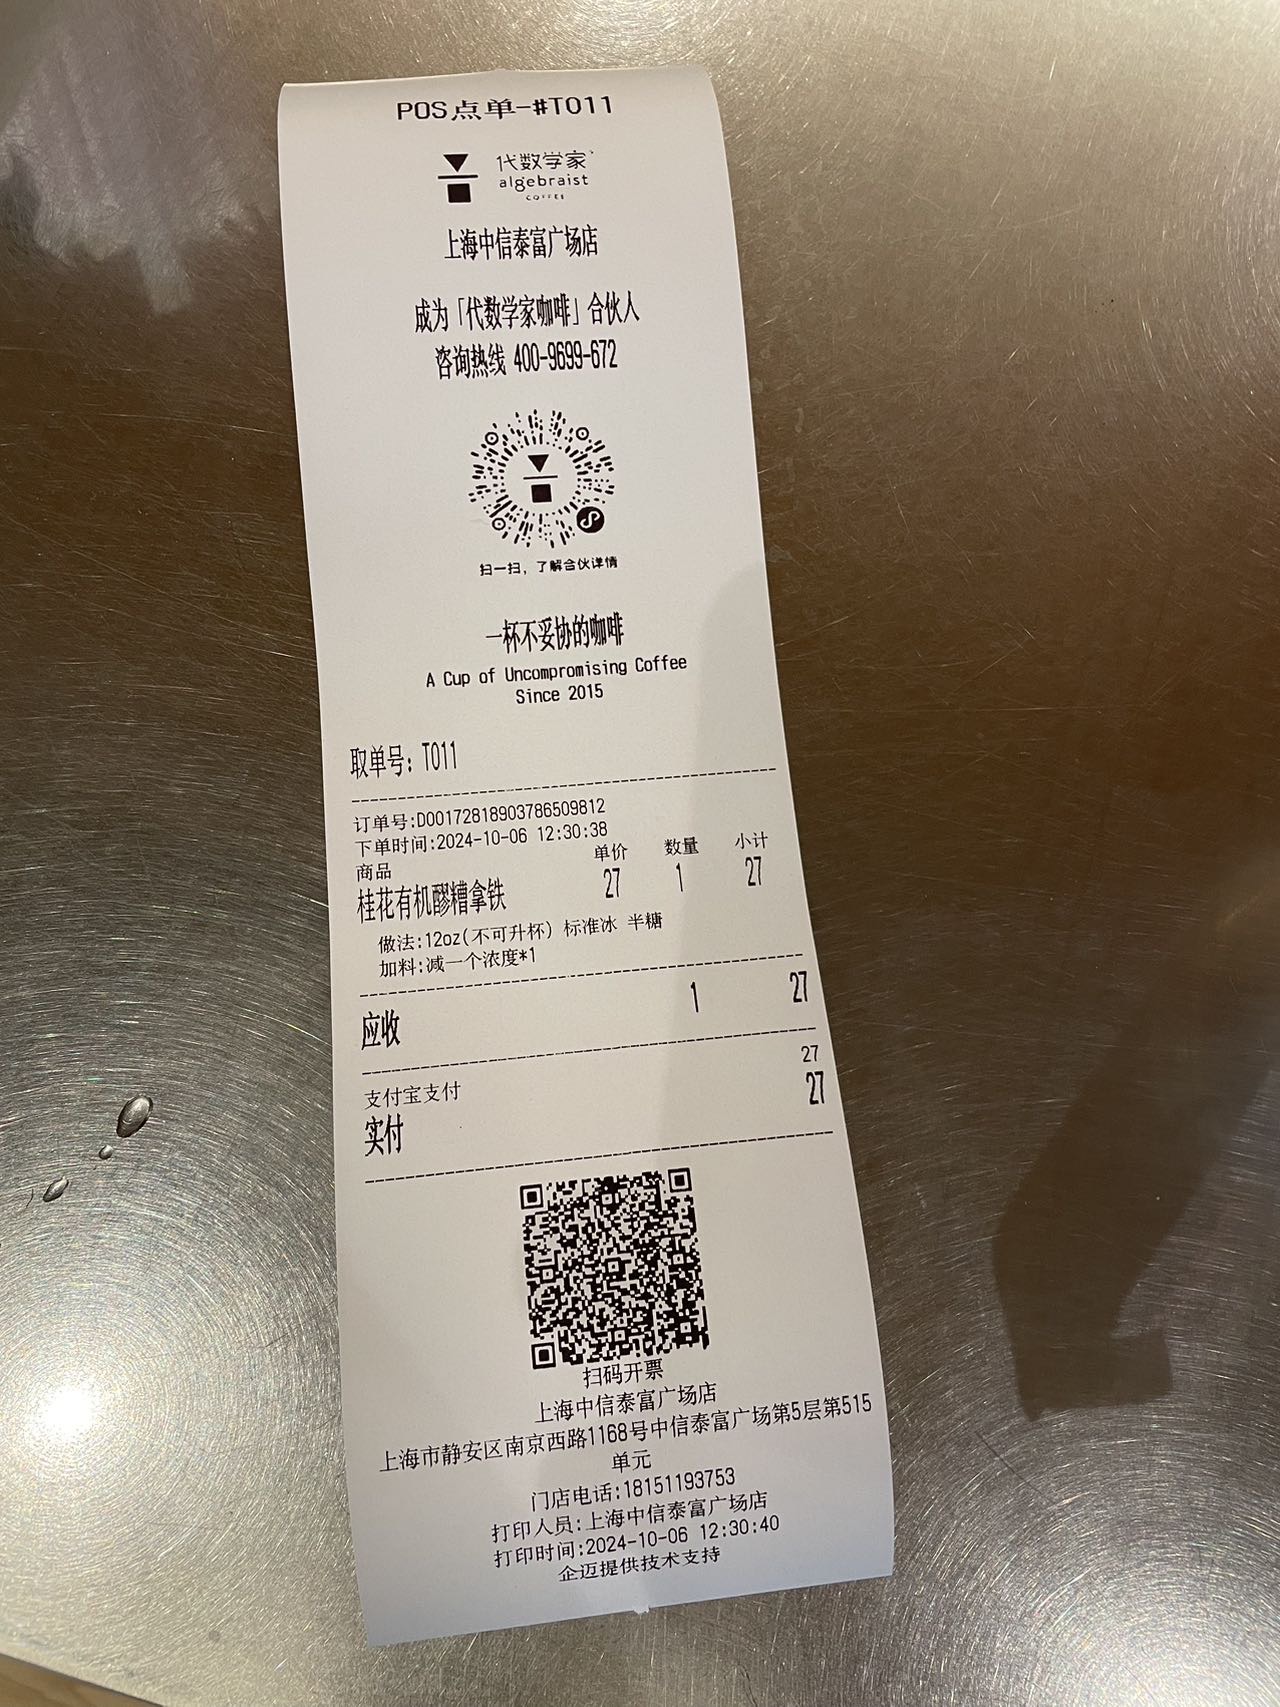 POS点单-#T011
代数学家
algebraist
COFFEE
上海中信泰富广场店
成为「代数学家咖啡」合伙人
咨询热线 400-9699-672
扫一扫，了解合伙详情
一杯不妥协的咖啡
A Cup of Uncompromising Coffee
Since 2015
取单号: T011
订单号:D00172818903786509812
下单时间:2024-10-06 12:30:38
商品 单价 数量 小计
桂花有机醪糟拿铁 27 1 27
做法:12oz(不可升杯) 标准冰 半糖
加料:减一个浓度*1
应收 1 27
支付宝支付 27
实付 27
扫码开票
上海中信泰富广场店
上海市静安区南京西路1168号中信泰富广场第5层第515
单元
门店电话:18151193753
打印人员:上海中信泰富广场店
打印时间:2024-10-06 12:30:40
企迈提供技术支持